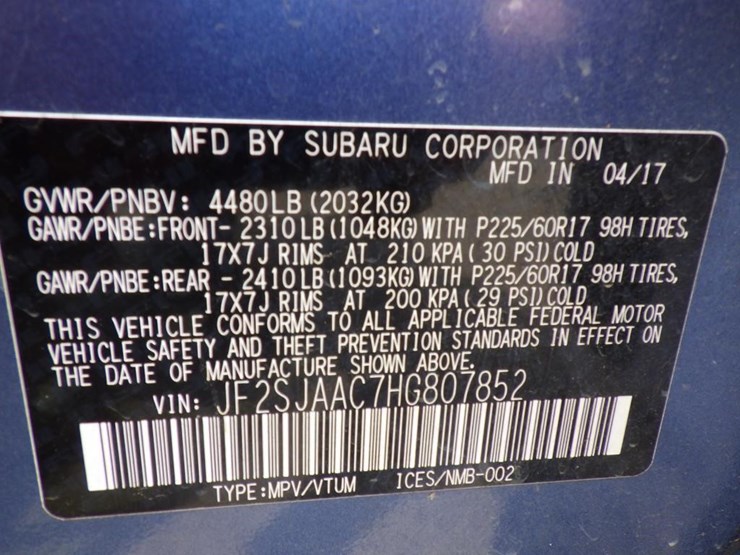 MFD BY SUBARU CORPORATION
MFD IN 04/17
GVWR/PNBV: 4480LB (2032KG)
GAWR/PNBE:FRONT- 2310LB (1048KG) WITH P225/60R17 98H TIRES,
17X7J RIMS AT 210 KPA ( 30 PSI) COLD
GAWR/PNBE:REAR - 2410LB (1093KG) WITH P225/60R17 98H TIRES,
17X7J RIMS AT 200 KPA ( 29 PSI) COLD
THIS VEHICLE CONFORMS TO ALL APPLICABLE FEDERAL MOTOR
VEHICLE SAFETY AND THEFT PREVENTION STANDARDS IN EFFECT ON
THE DATE OF MANUFACTURE SHOWN ABOVE.
VIN: JF2SJAAC7HG807852
TYPE:MPV/VTUM ICES/NMB-002